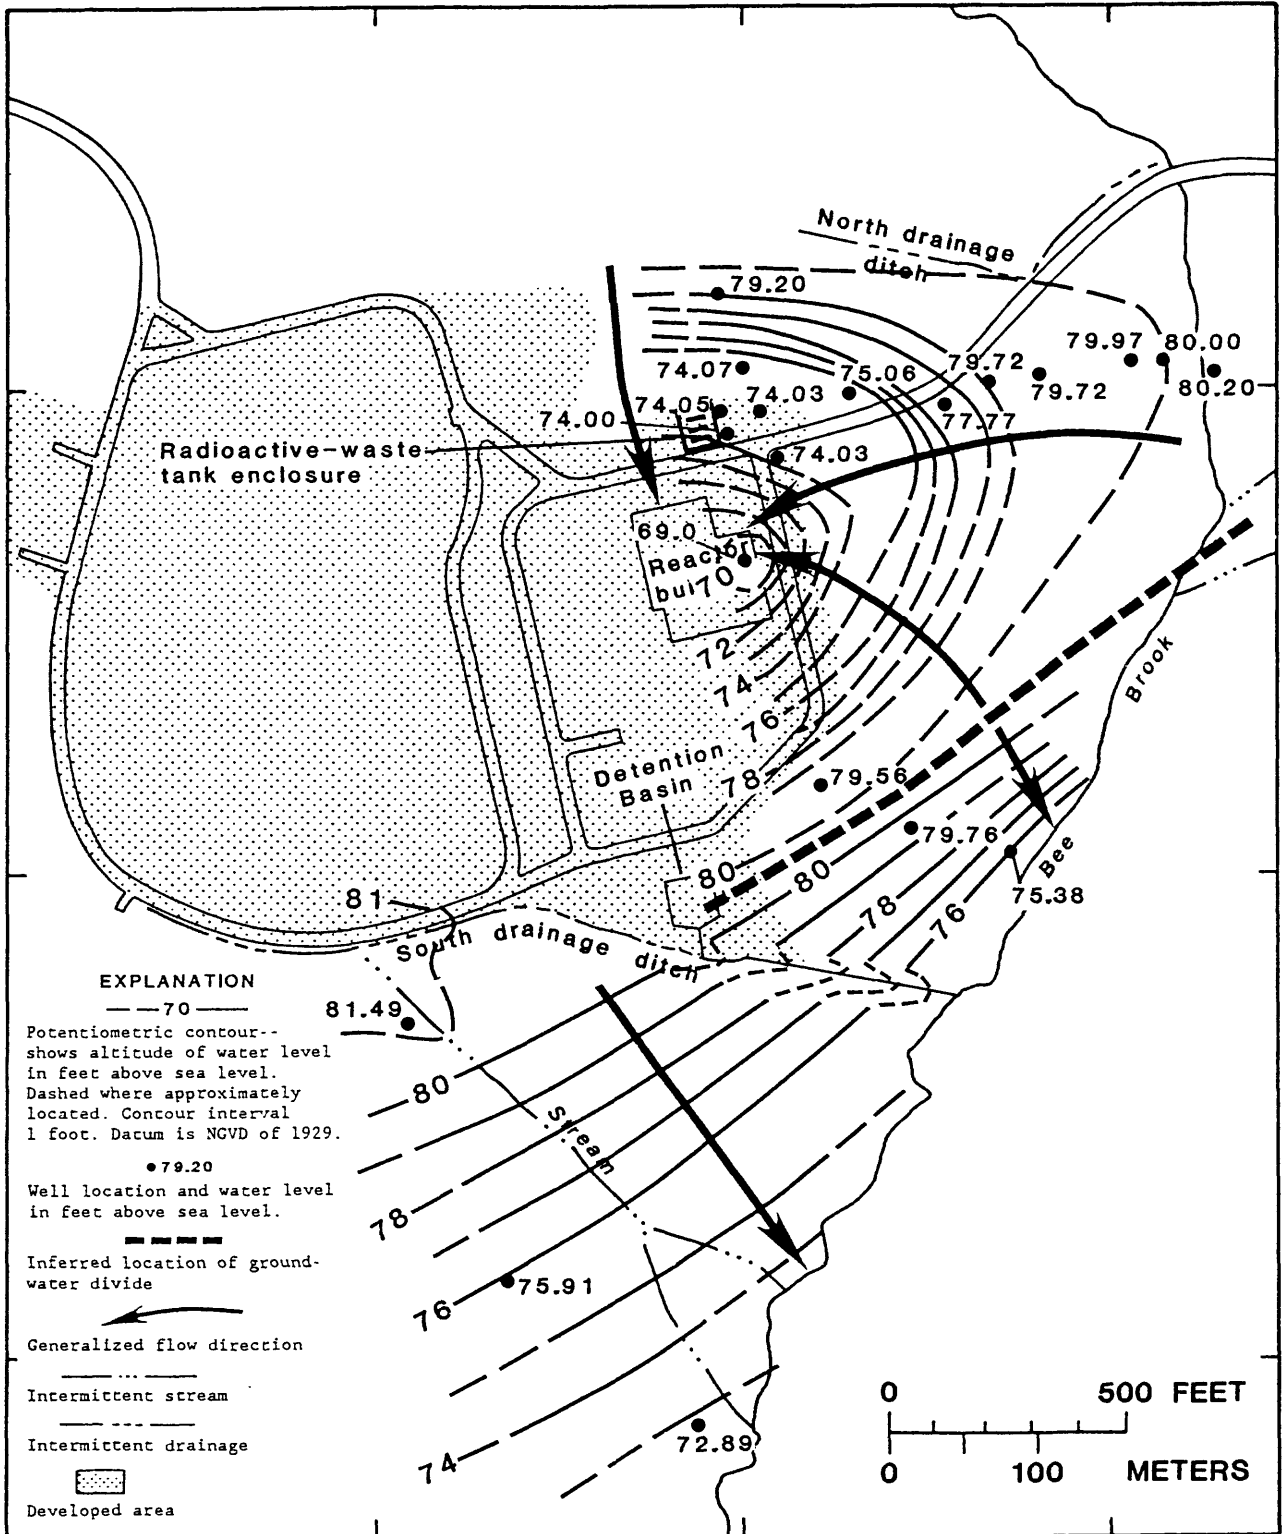 North drainage
ditch
79.20
79.97
80.00
79.72
75.06
74.07
79.72
80.20
74.05
74.03
74.00
77.77
Radioactive-waste
tank enclosure
74.03
69.0
Reactor
bui
70
72
74
76
78
Brook
Detention
Basin
79.56
79.76
Bee
80
80
78
76
75.38
81
South drainage ditch
81.49
80
78
76
74
Stream
75.91
72.89
EXPLANATION
70
Potentiometric contour--
shows altitude of water level
in feet above sea level.
Dashed where approximately
located. Contour interval
1 foot. Datum is NGVD of 1929.
79.20
Well location and water level
in feet above sea level.
Inferred location of ground-
water divide
Generalized flow direction
Intermittent stream
Intermittent drainage
Developed area
0 500 FEET
0 100 METERS